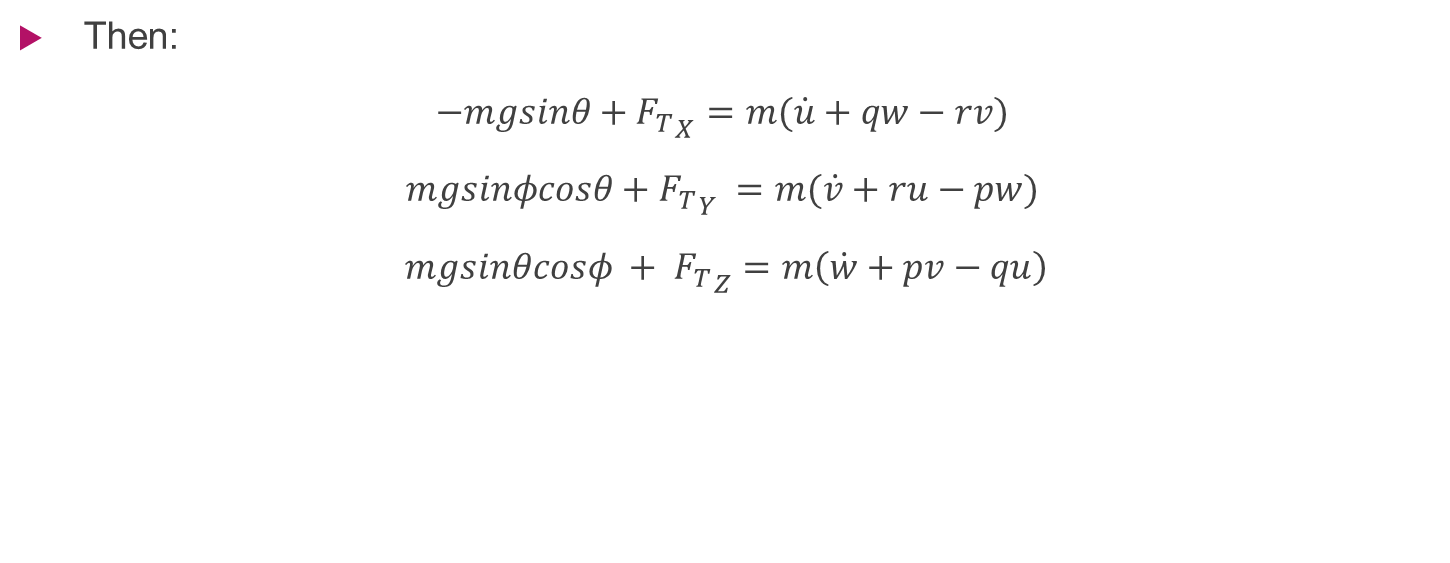 Then:
−mgsinθ + F_{T_X} = m(u̇ + qw − rv)
mgsinϕcosθ + F_{T_Y} = m(v̇ + ru − pw)
mgsinθcosϕ + F_{T_Z} = m(ẇ + pv − qu)